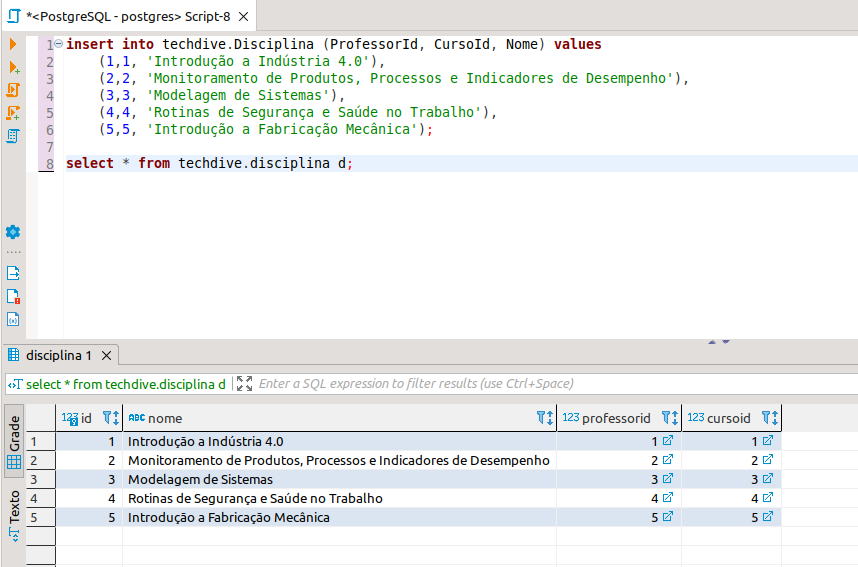 *<PostgreSQL - postgres> Script-8
1 insert into techdive.Disciplina (ProfessorId, CursoId, Nome) values
2 (1,1, 'Introdução a Indústria 4.0'),
3 (2,2, 'Monitoramento de Produtos, Processos e Indicadores de Desempenho'),
4 (3,3, 'Modelagem de Sistemas'),
5 (4,4, 'Rotinas de Segurança e Saúde no Trabalho'),
6 (5,5, 'Introdução a Fabricação Mecânica');
7
8 select * from techdive.disciplina d;
disciplina 1
select * from techdive.disciplina d Enter a SQL expression to filter results (use Ctrl+Space)
Grade
Texto
123 id ABC nome 123 professorid 123 cursoid
1 1 Introdução a Indústria 4.0 1 1
2 2 Monitoramento de Produtos, Processos e Indicadores de Desempenho 2 2
3 3 Modelagem de Sistemas 3 3
4 4 Rotinas de Segurança e Saúde no Trabalho 4 4
5 5 Introdução a Fabricação Mecânica 5 5